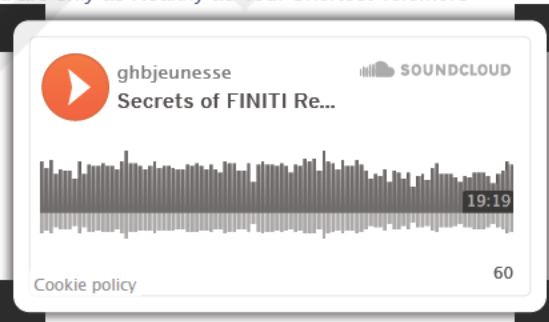 ghbjeunesse
SOUNDCLOUD
Secrets of FINITI Re...
19:19
60
Cookie policy